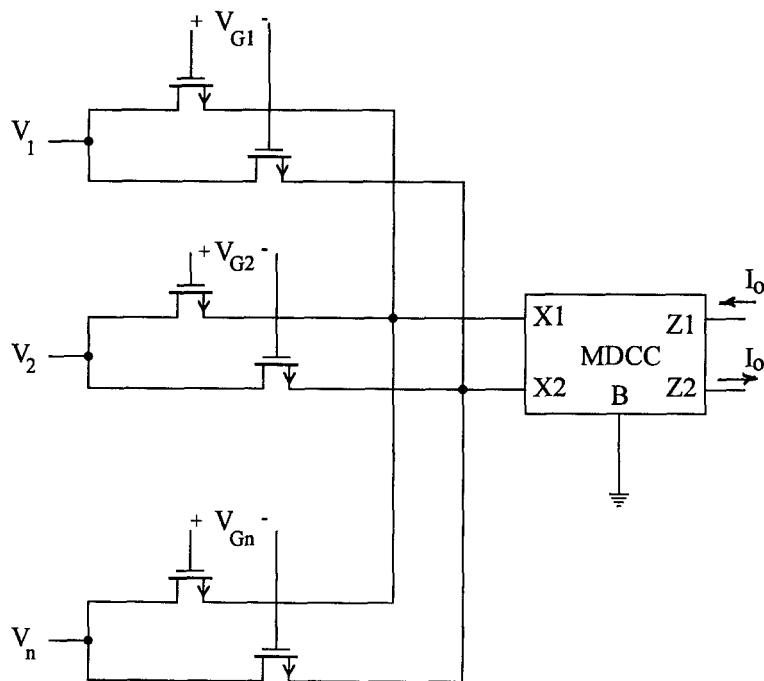 + V_G1 -
V_1
+ V_G2 -
I_o
X1 Z1
V_2
MDCC
I_o
X2 B Z2
+ V_Gn -
V_n